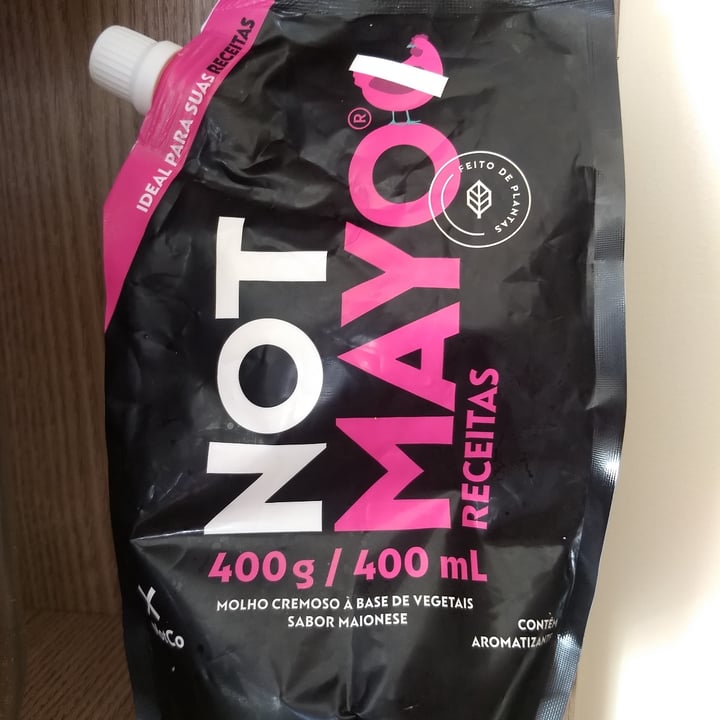 IDEAL PARA SUAS RECEITAS
NOT
MAYO®
RECEITAS
FEITO DE PLANTAS
400g / 400 mL
MOLHO CREMOSO À BASE DE VEGETAIS
SABOR MAIONESE